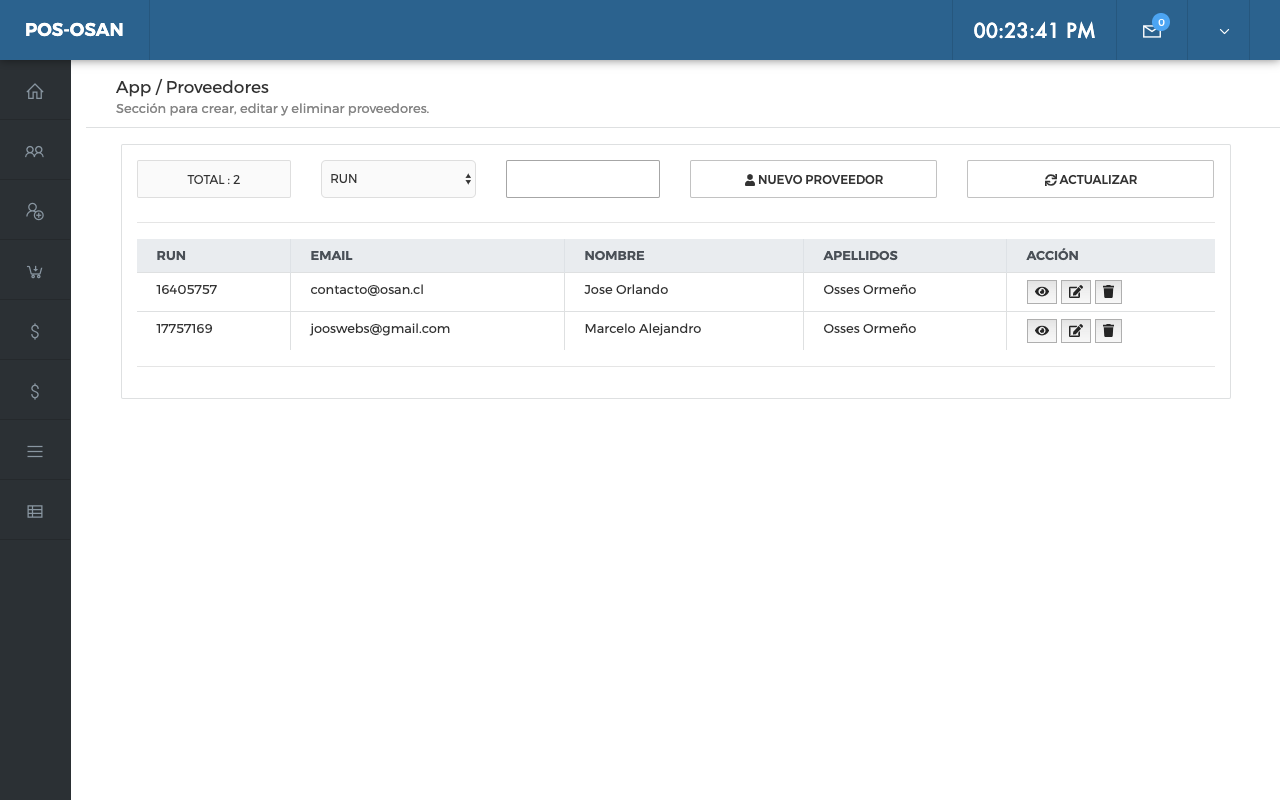 POS-OSAN
00:23:41 PM
0
App / Proveedores
Sección para crear, editar y eliminar proveedores.
TOTAL : 2
RUN
NUEVO PROVEEDOR
ACTUALIZAR
RUN EMAIL NOMBRE APELLIDOS ACCIÓN
16405757 contacto@osan.cl Jose Orlando Osses Ormeño
17757169 jooswebs@gmail.com Marcelo Alejandro Osses Ormeño